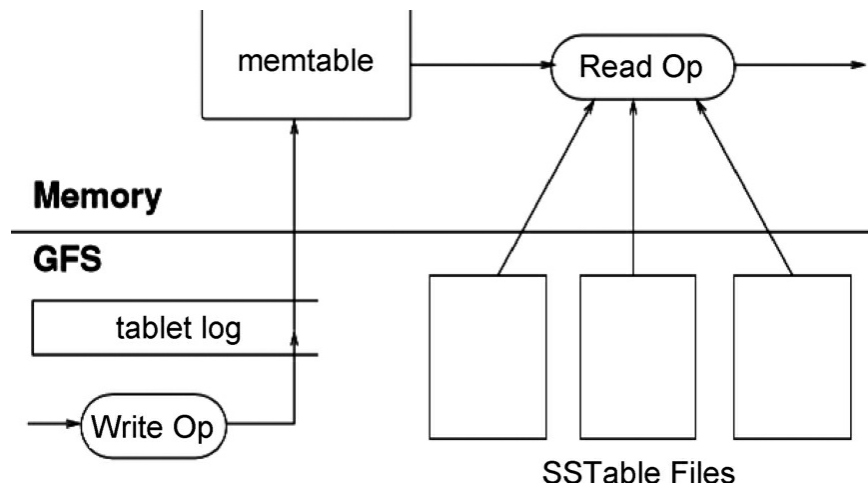 memtable
Read Op
Memory
GFS
tablet log
Write Op
SSTable Files